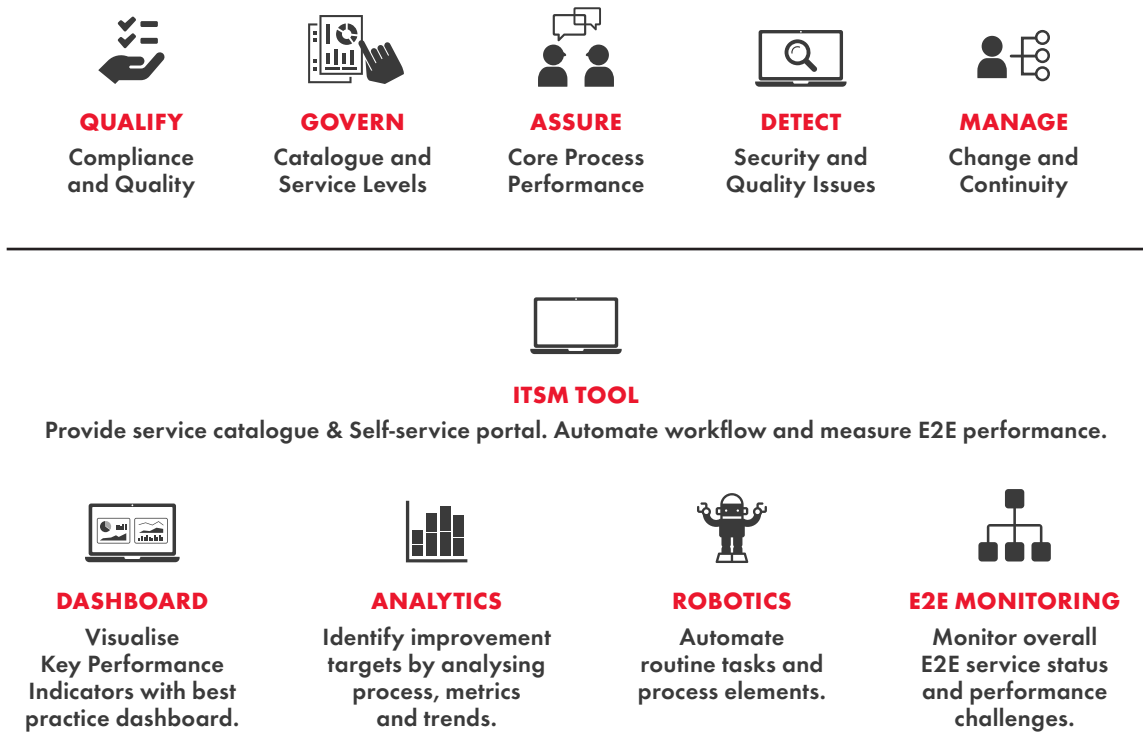 QUALIFY
Compliance
and Quality
GOVERN
Catalogue and
Service Levels
ASSURE
Core Process
Performance
DETECT
Security and
Quality Issues
MANAGE
Change and
Continuity
ITSM TOOL
Provide service catalogue & Self-service portal. Automate workflow and measure E2E performance.
DASHBOARD
Visualise
Key Performance
Indicators with best
practice dashboard.
ANALYTICS
Identify improvement
targets by analysing
process, metrics
and trends.
ROBOTICS
Automate
routine tasks and
process elements.
E2E MONITORING
Monitor overall
E2E service status
and performance
challenges.